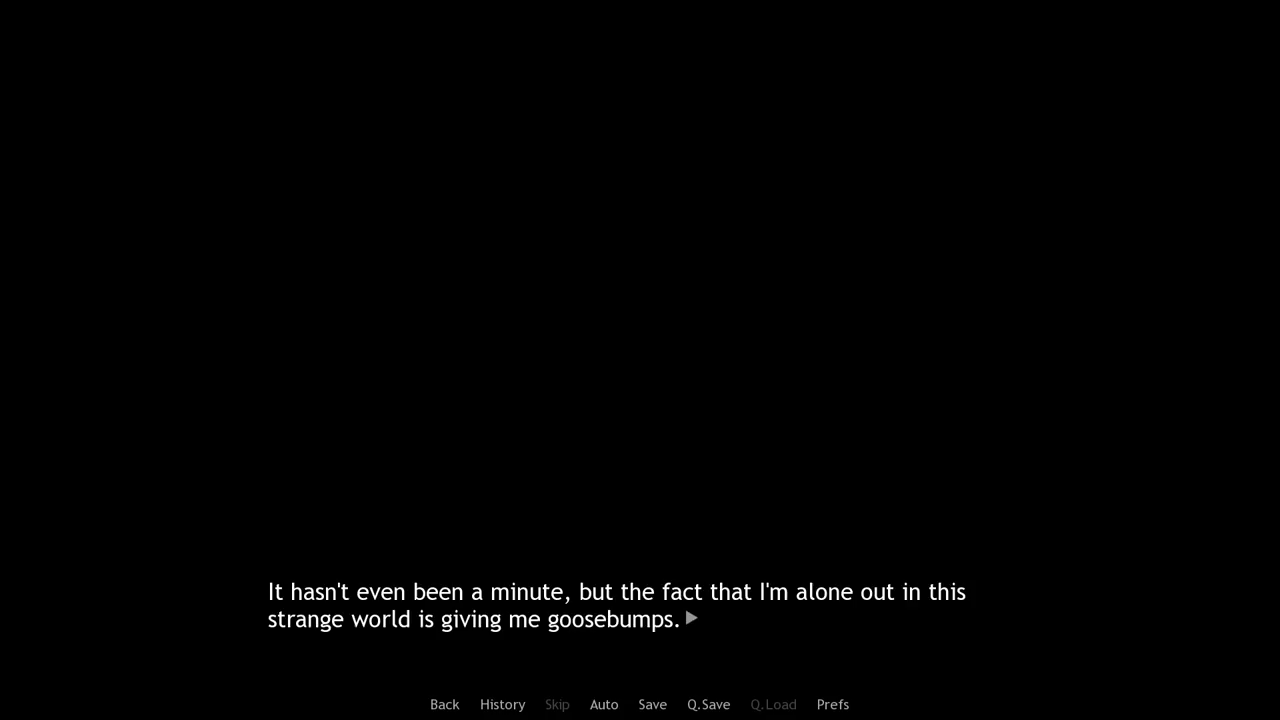 It hasn't even been a minute, but the fact that I'm alone out in this
strange world is giving me goosebumps.
Back History Skip Auto Save Q.Save Q.Load Prefs